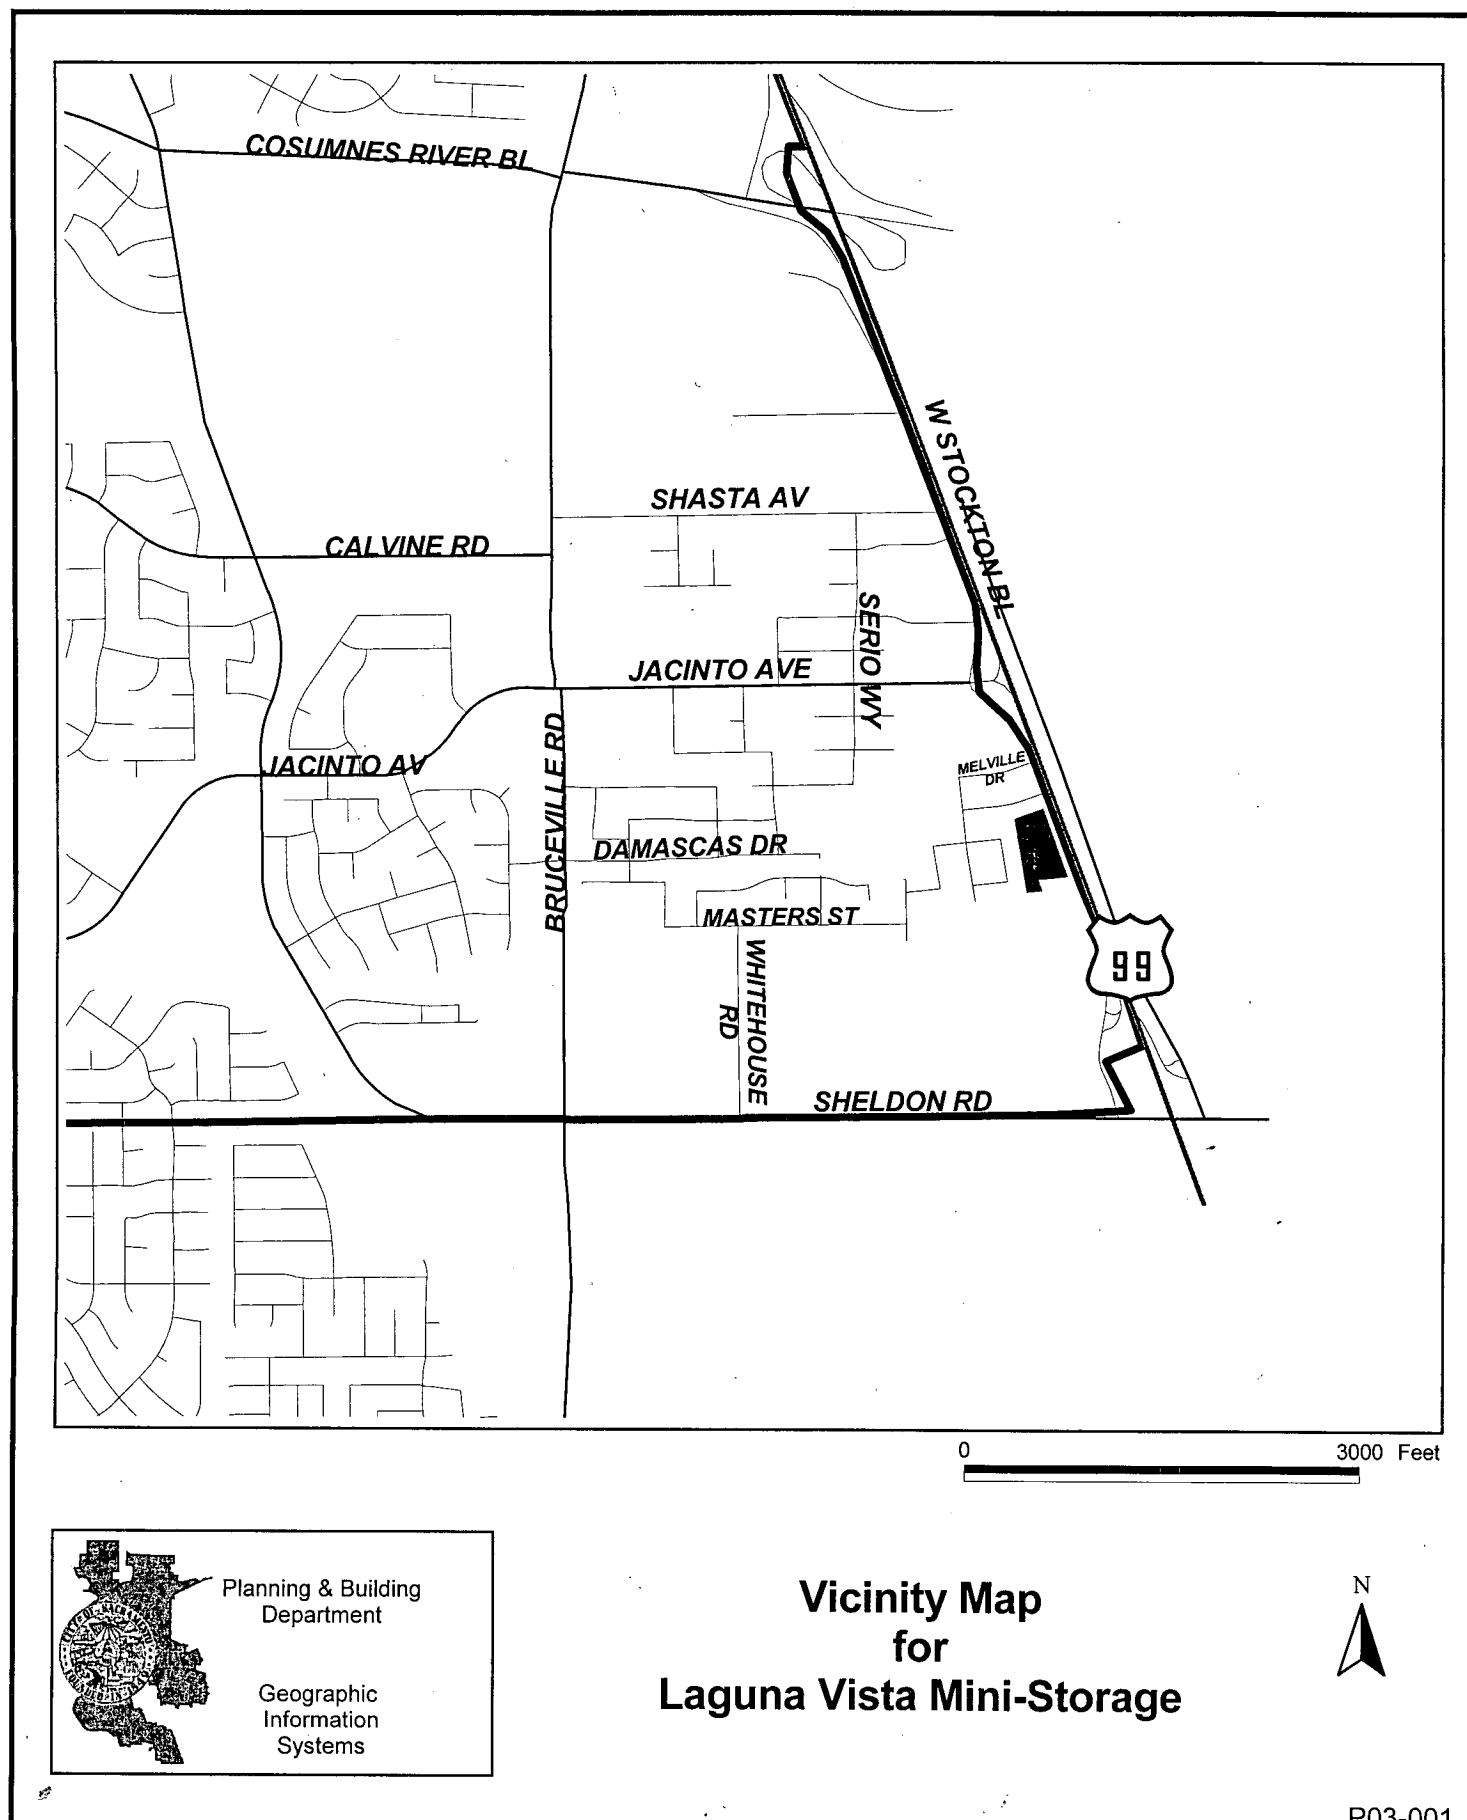 COSUMNES RIVER BL
W STOCKTON BL
SHASTA AV
CALVINE RD
SERIO WY
JACINTO AVE
BRUCEVILLE RD
JACINTO AV
MELVILLE
DR
DAMASCAS DR
MASTERS ST
99
WHITEHOUSE
RD
SHELDON RD
0 3000 Feet
Planning & Building
Department
Geographic
Information
Systems
Vicinity Map
for
Laguna Vista Mini-Storage
N
P03-001